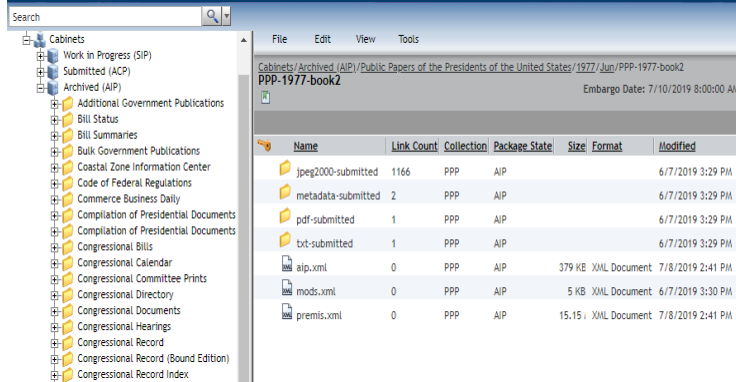 Search
Cabinets
Work in Progress (SIP)
Submitted (ACP)
Archived (AIP)
Additional Government Publications
Bill Status
Bill Summaries
Bulk Government Publications
Coastal Zone Information Center
Code of Federal Regulations
Commerce Business Daily
Compilation of Presidential Documents
Compilation of Presidential Documents
Congressional Bills
Congressional Calendar
Congressional Committee Prints
Congressional Directory
Congressional Documents
Congressional Hearings
Congressional Record
Congressional Record (Bound Edition)
Congressional Record Index
File Edit View Tools
Cabinets/Archived (AIP)/Public Papers of the Presidents of the United States/1977/Jun/PPP-1977-book2
PPP-1977-book2
Embargo Date: 7/10/2019 8:00:00 AM
Name Link Count Collection Package State Size Format Modified
jpeg2000-submitted 1166 PPP AIP 6/7/2019 3:29 PM
metadata-submitted 2 PPP AIP 6/7/2019 3:29 PM
pdf-submitted 1 PPP AIP 6/7/2019 3:29 PM
txt-submitted 1 PPP AIP 6/7/2019 3:29 PM
aip.xml 0 PPP AIP 379 KB XML Document 7/8/2019 2:41 PM
mods.xml 0 PPP AIP 5 KB XML Document 6/7/2019 3:30 PM
premis.xml 0 PPP AIP 15.15 XML Document 7/8/2019 2:41 PM